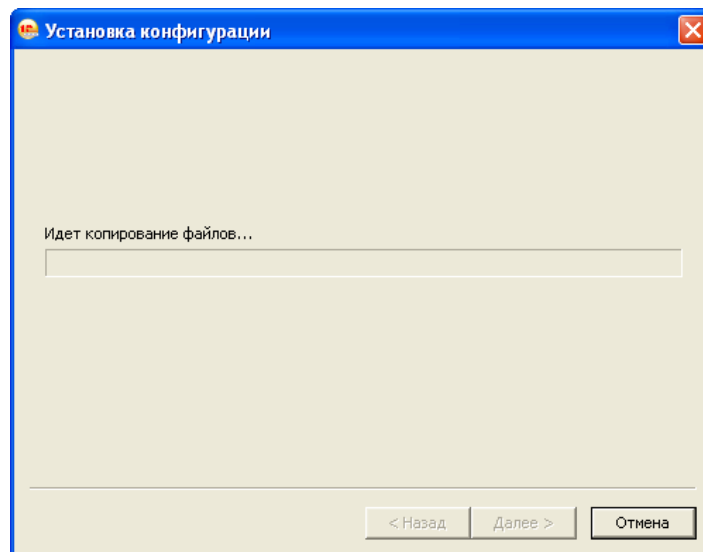 Установка конфигурации
Идет копирование файлов...
< Назад
Далее >
Отмена